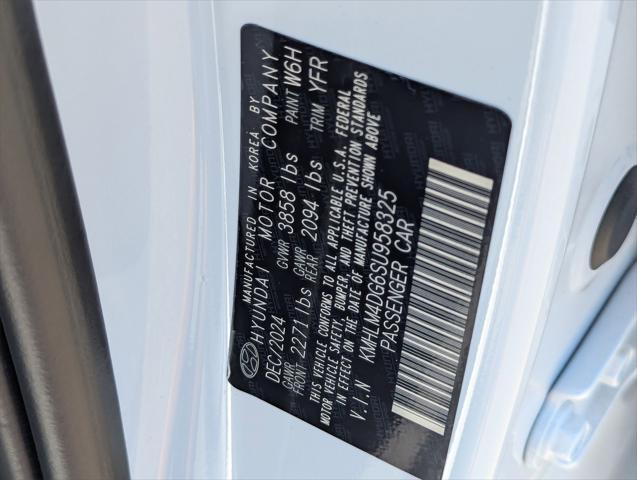 MANUFACTURED IN KOREA BY
HYUNDAI MOTOR COMPANY
DEC/2024 GVWR 3858 lbs PAINT W6H
GAWR FRONT 2271 lbs GAWR REAR 2094 lbs TRIM YFR
THIS VEHICLE CONFORMS TO ALL APPLICABLE U.S.A. FEDERAL
MOTOR VEHICLE SAFETY, BUMPER, AND THEFT PREVENTION STANDARDS
IN EFFECT ON THE DATE OF MANUFACTURE SHOWN ABOVE
V.I.N KMHLM4DG6SU958325
PASSENGER CAR